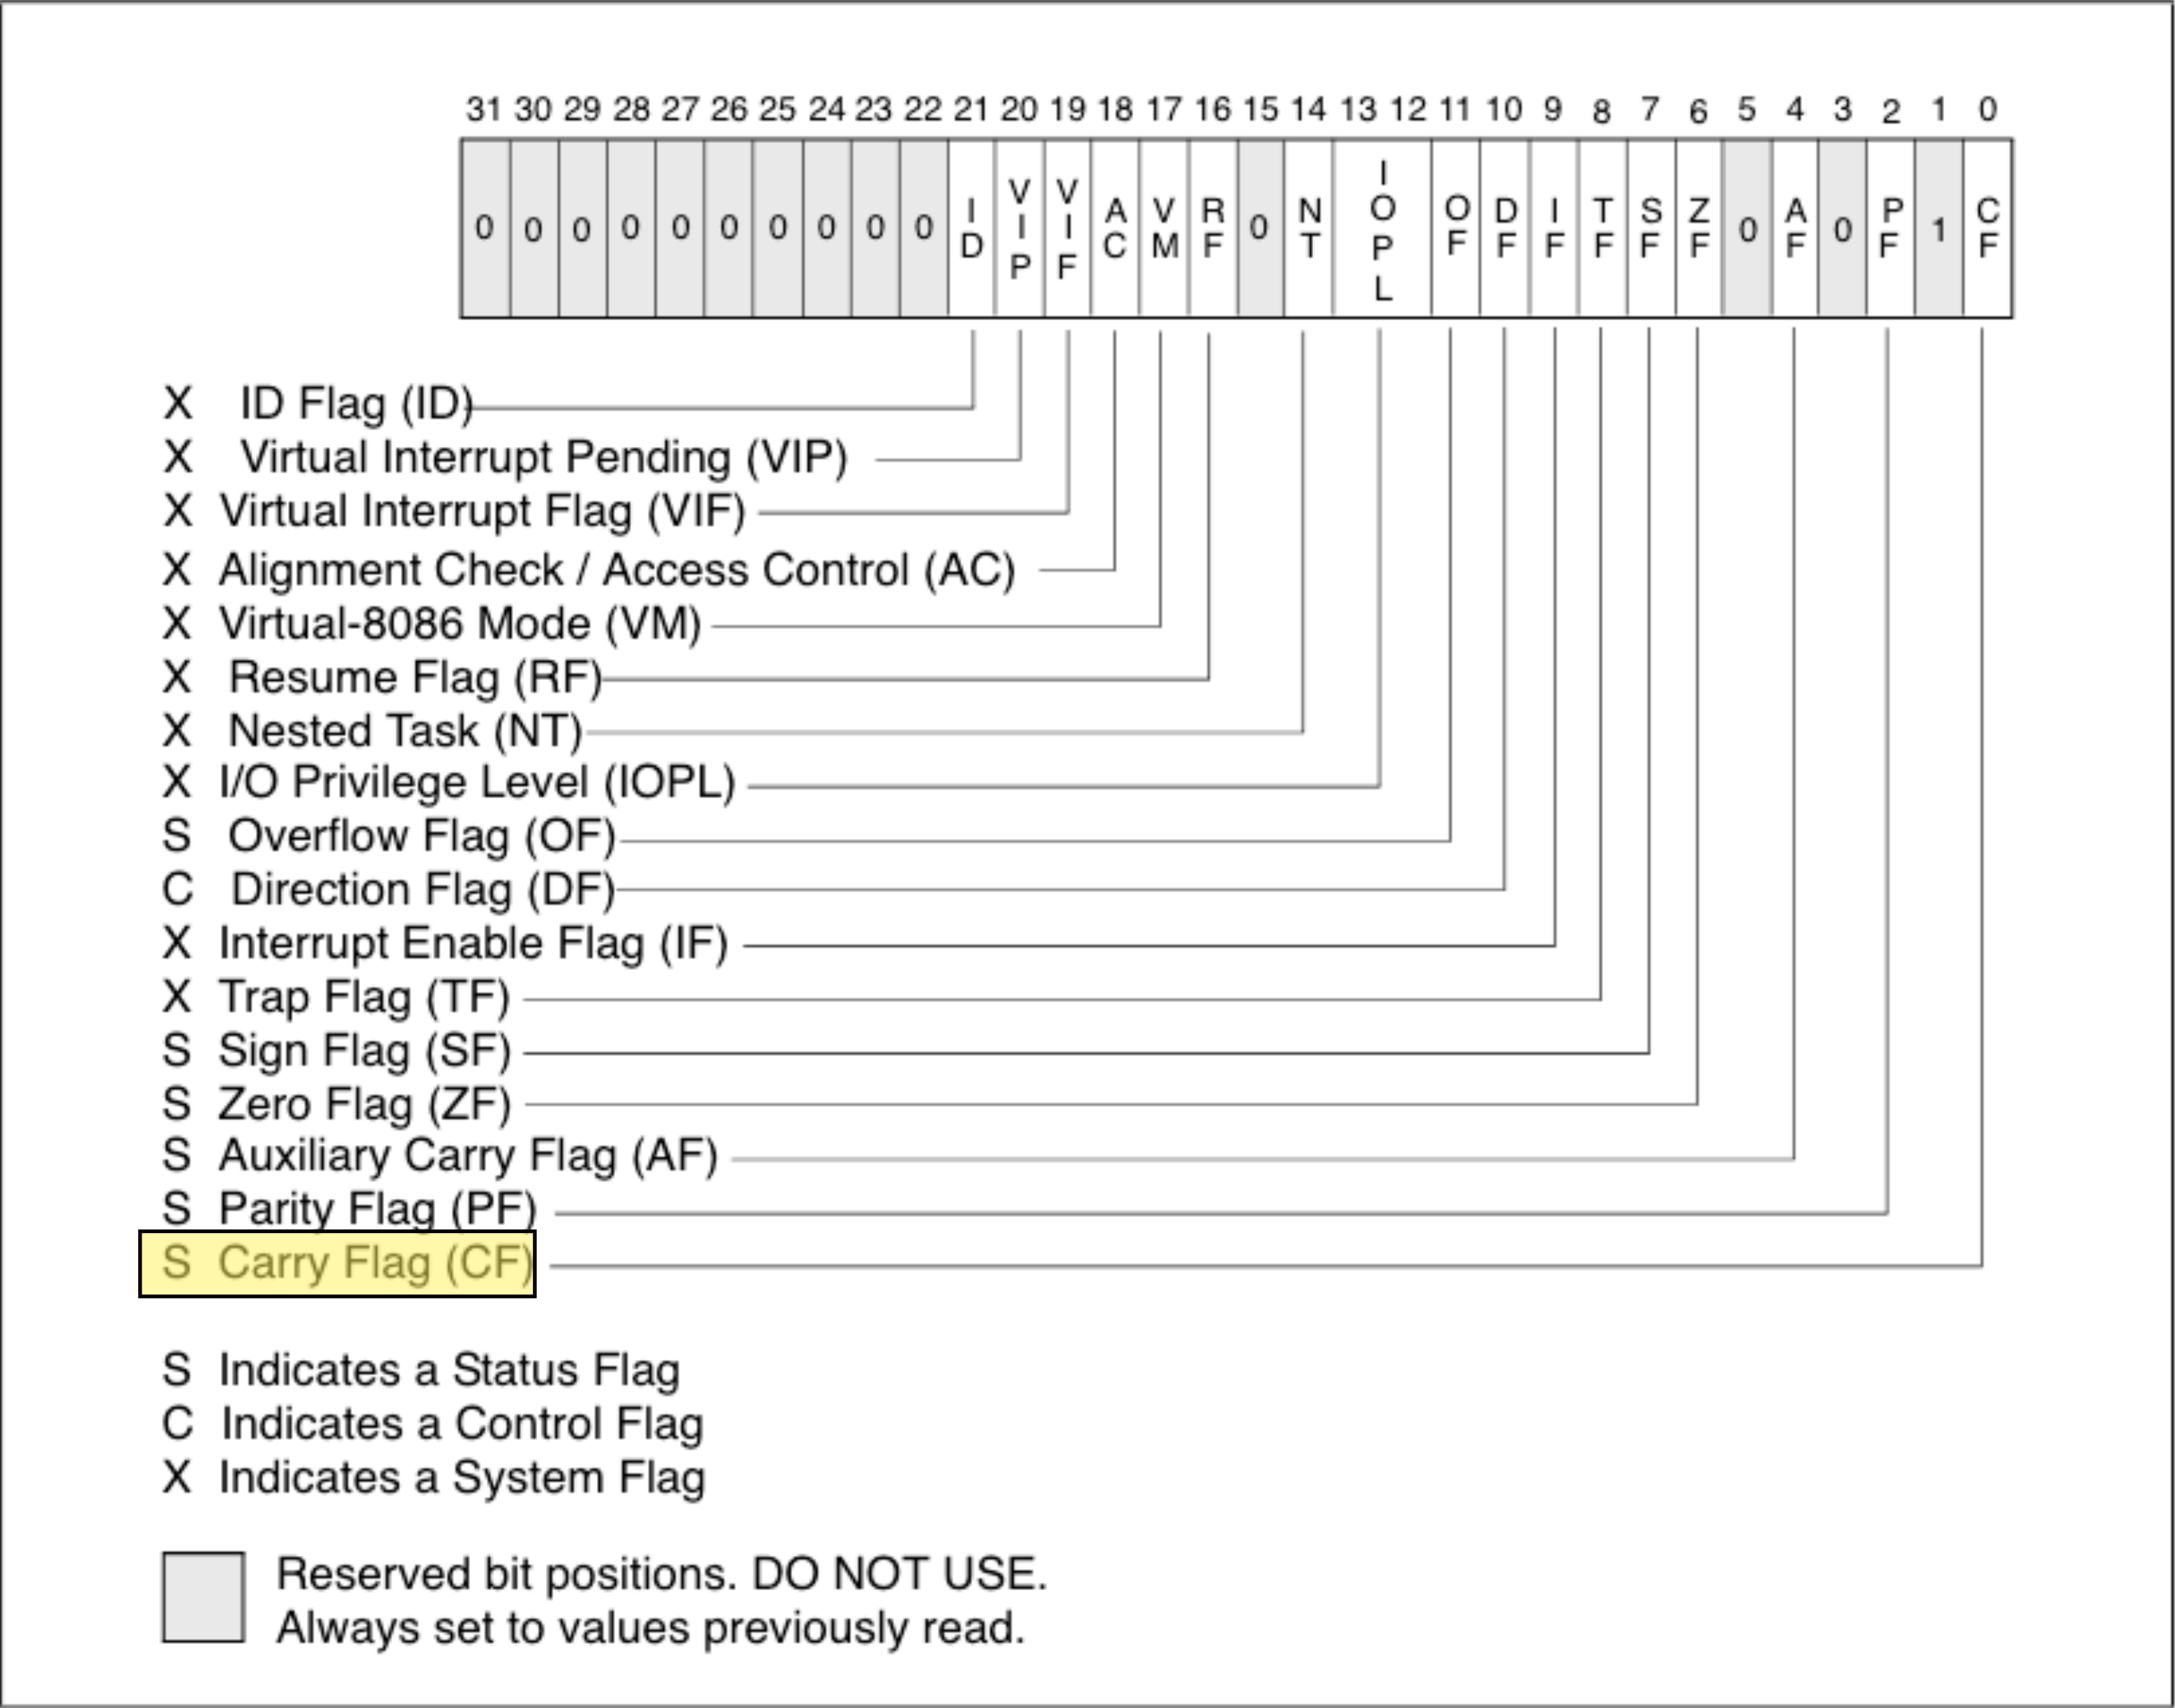 31 30 29 28 27 26 25 24 23 22 21 20 19 18 17 16 15 14 13 12 11 10 9 8 7 6 5 4 3 2 1 0
0 0 0 0 0 0 0 0 0 0 ID VIP VIF AC VM RF 0 NT IOPL OF DF IF TF SF ZF 0 AF 0 PF 1 CF
X ID Flag (ID)
X Virtual Interrupt Pending (VIP)
X Virtual Interrupt Flag (VIF)
X Alignment Check / Access Control (AC)
X Virtual-8086 Mode (VM)
X Resume Flag (RF)
X Nested Task (NT)
X I/O Privilege Level (IOPL)
S Overflow Flag (OF)
C Direction Flag (DF)
X Interrupt Enable Flag (IF)
X Trap Flag (TF)
S Sign Flag (SF)
S Zero Flag (ZF)
S Auxiliary Carry Flag (AF)
S Parity Flag (PF)
S Carry Flag (CF)
S Indicates a Status Flag
C Indicates a Control Flag
X Indicates a System Flag
Reserved bit positions. DO NOT USE.
Always set to values previously read.